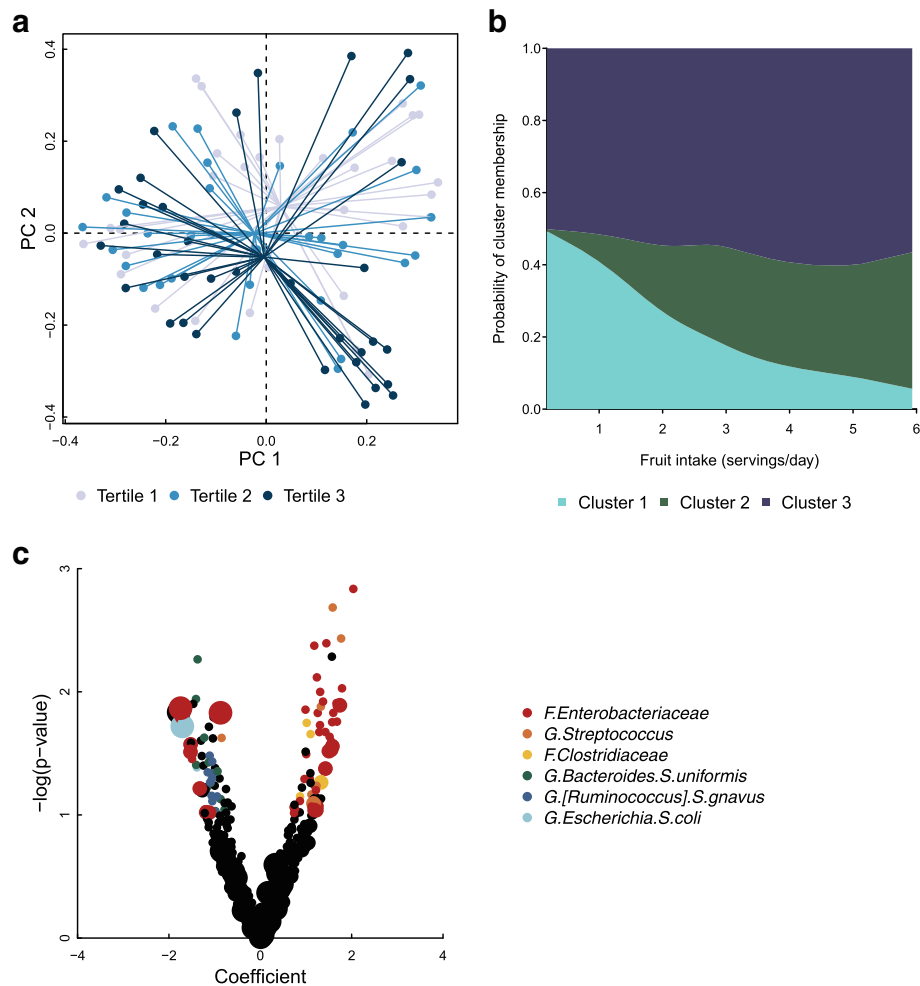 a
0.4
0.2
0.0
−0.2
−0.4
PC 2
−0.4
−0.2
0.0
0.2
PC 1
Tertile 1
Tertile 2
Tertile 3
b
1.0
0.8
0.6
0.4
0.2
0.0
Probability of cluster membership
1
2
3
4
5
6
Fruit intake (servings/day)
Cluster 1
Cluster 2
Cluster 3
c
3
2
1
0
−log(p−value)
−4
−2
0
2
4
Coefficient
F.Enterobacteriaceae
G.Streptococcus
F.Clostridiaceae
G.Bacteroides.S.uniformis
G.[Ruminococcus].S.gnavus
G.Escherichia.S.coli